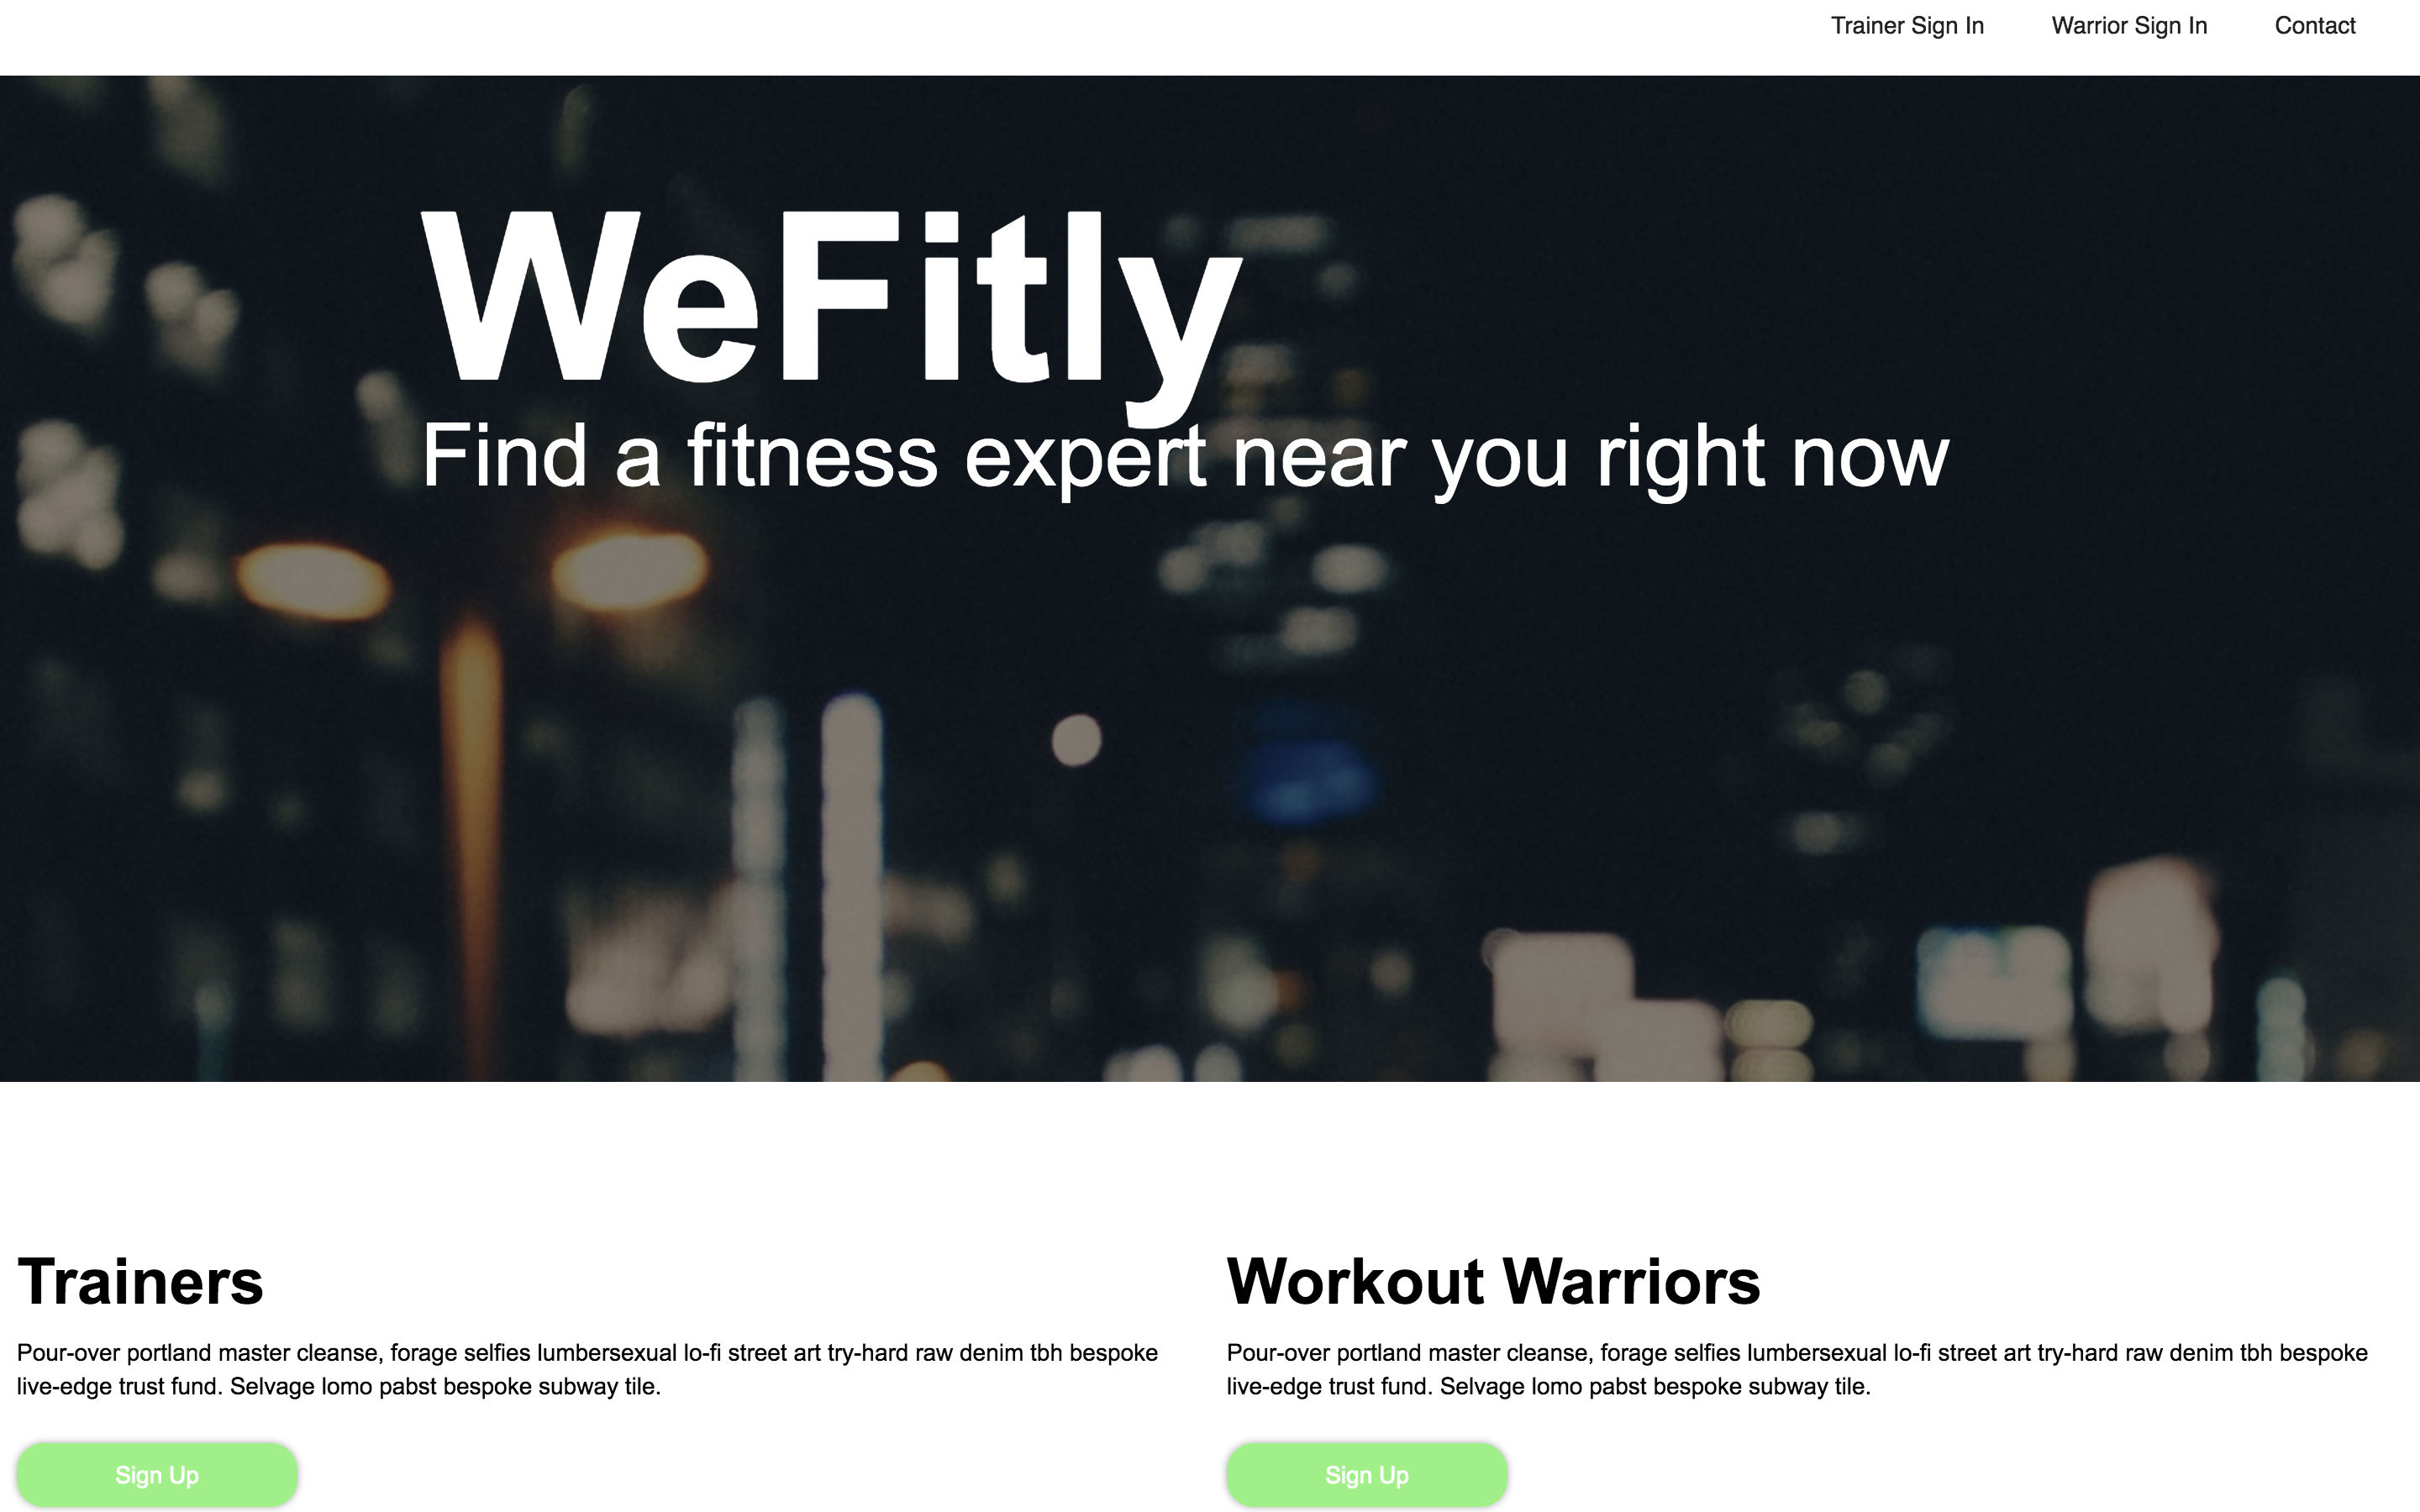 Trainer Sign In Warrior Sign In Contact
WeFitly
Find a fitness expert near you right now
Trainers
Pour-over portland master cleanse, forage selfies lumbersexual lo-fi street art try-hard raw denim tbh bespoke
live-edge trust fund. Selvage lomo pabst bespoke subway tile.
Sign Up
Workout Warriors
Pour-over portland master cleanse, forage selfies lumbersexual lo-fi street art try-hard raw denim tbh bespoke
live-edge trust fund. Selvage lomo pabst bespoke subway tile.
Sign Up